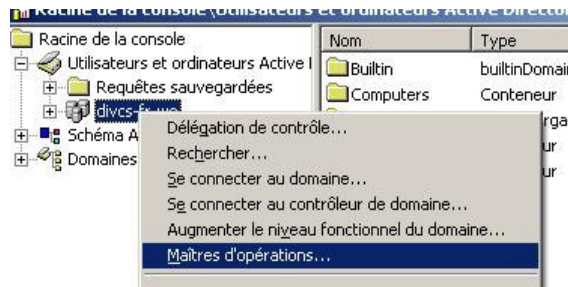 Racine de la console\Utilisateurs et ordinateurs Active Director
Racine de la console
Nom
Type
Utilisateurs et ordinateurs Active
Builtin
builtinDomai
Requêtes sauvegardées
Computers
Conteneur
Schéma A
Domaines
Délégation de contrôle...
Rechercher...
Se connecter au domaine...
Se connecter au contrôleur de domaine...
Augmenter le niveau fonctionnel du domaine...
Maîtres d'opérations...